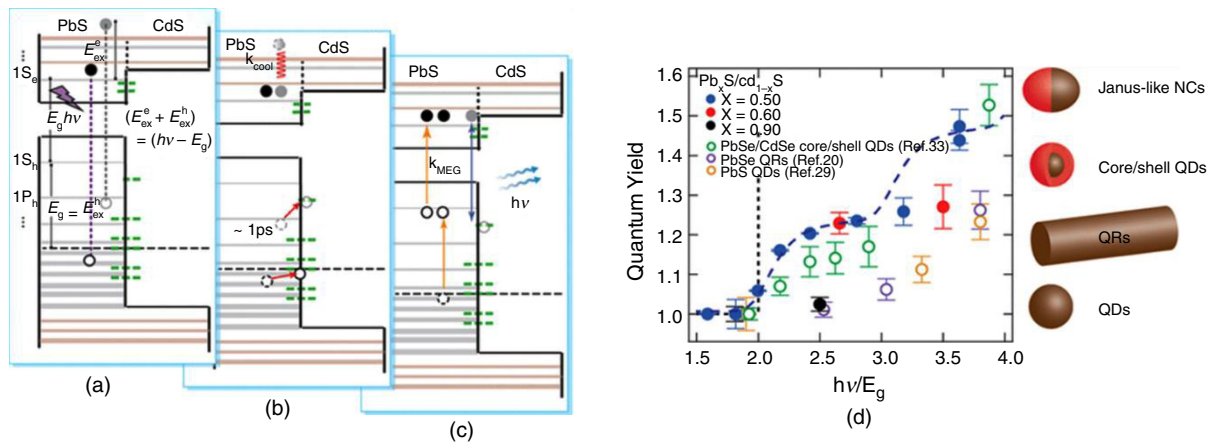 PbS CdS
E^e_ex
1S_e
E_g hν
(E^e_ex + E^h_ex)
= (hν – E_g)
1S_h
1P_h
E_g = E^h_ex
(a)
PbS CdS
k_cool
~ 1ps
(b)
PbS CdS
k_MEG
hν
(c)
Pb_xS/cd_1–xS
X = 0.50
X = 0.60
X = 0.90
PbSe/CdSe core/shell QDs (Ref.33)
PbSe QRs (Ref.20)
PbS QDs (Ref.29)
Quantum Yield
1.6
1.5
1.4
1.3
1.2
1.1
1.0
1.5 2.0 2.5 3.0 3.5 4.0
hν/E_g
(d)
Janus-like NCs
Core/shell QDs
QRs
QDs